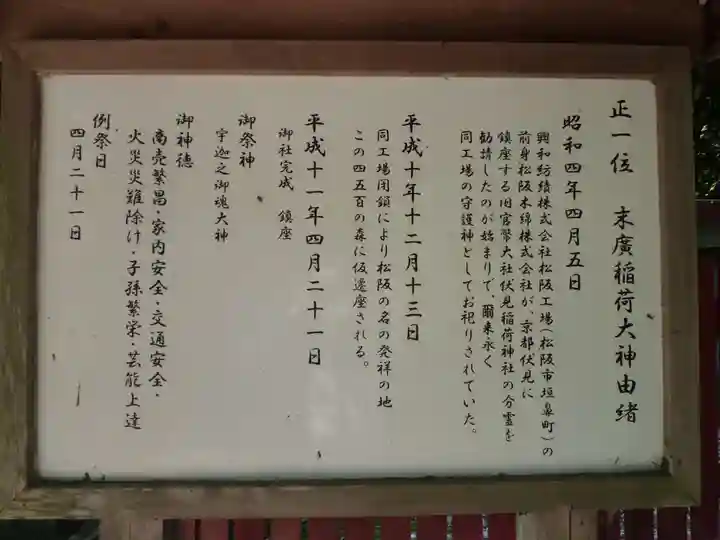 正一位　末廣稲荷大神由緒
昭和四年四月五日
興和紡績株式会社松阪工場(松阪市垣鼻町)の
前身松阪木綿株式会社が、京都伏見に
鎮座する旧官幣大社伏見稲荷神社の分霊を
勧請したのが始まりで、爾来永く
同工場の守護神としてお祀りされていた。
平成十年十二月十三日
同工場閉鎖により松阪の名の発祥の地
この四五百の森に仮遷座される。
平成十一年四月二十一日
御社完成　鎮座
御祭神
宇迦之御魂大神
御神徳
商売繁昌・家内安全・交通安全・
火災災難除け・子孫繁栄・芸能上達
例祭日
四月二十一日